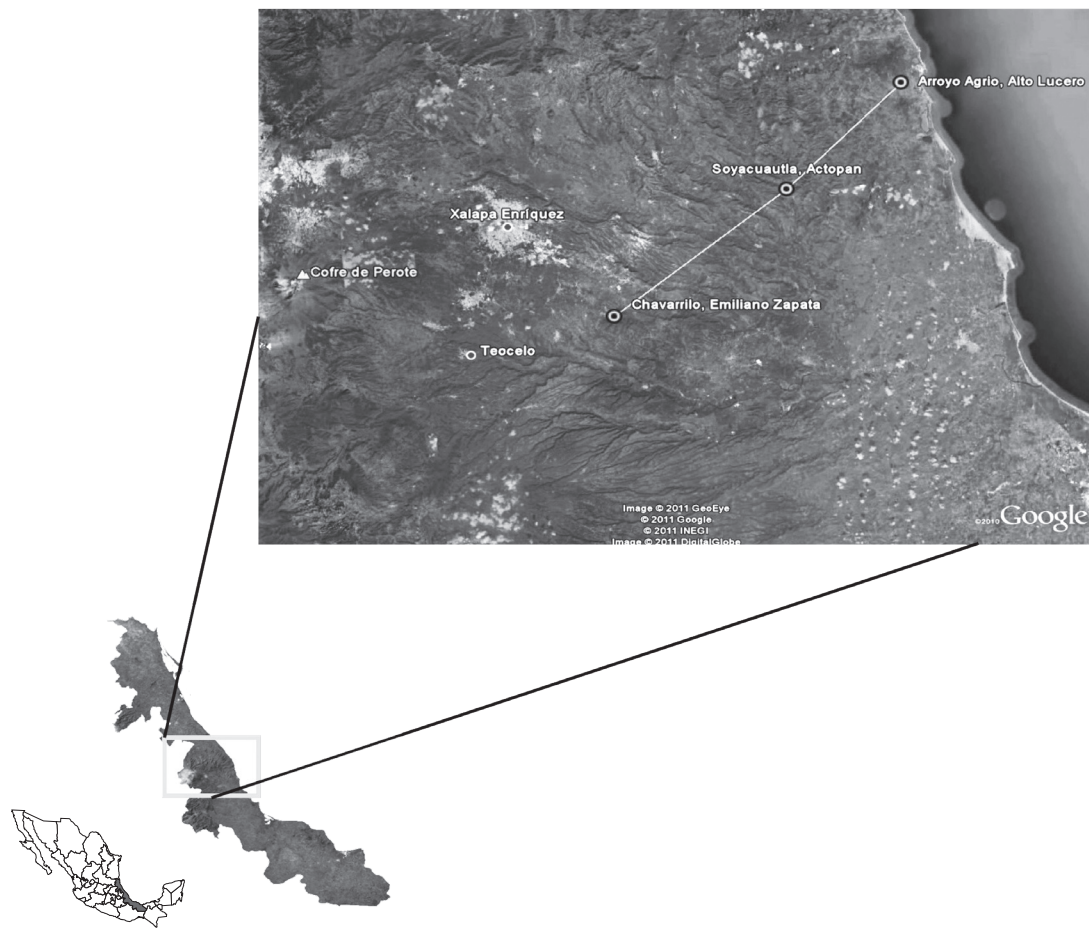 Arroyo Agrio, Alto Lucero
Soyacuautla, Actopan
Xalapa Enríquez
Cofre de Perote
Chavarrilo, Emiliano Zapata
Teocelo
Image © 2011 GeoEye
© 2011 Google
© 2011 INEGI
Image © 2011 DigitalGlobe
©2010 Google